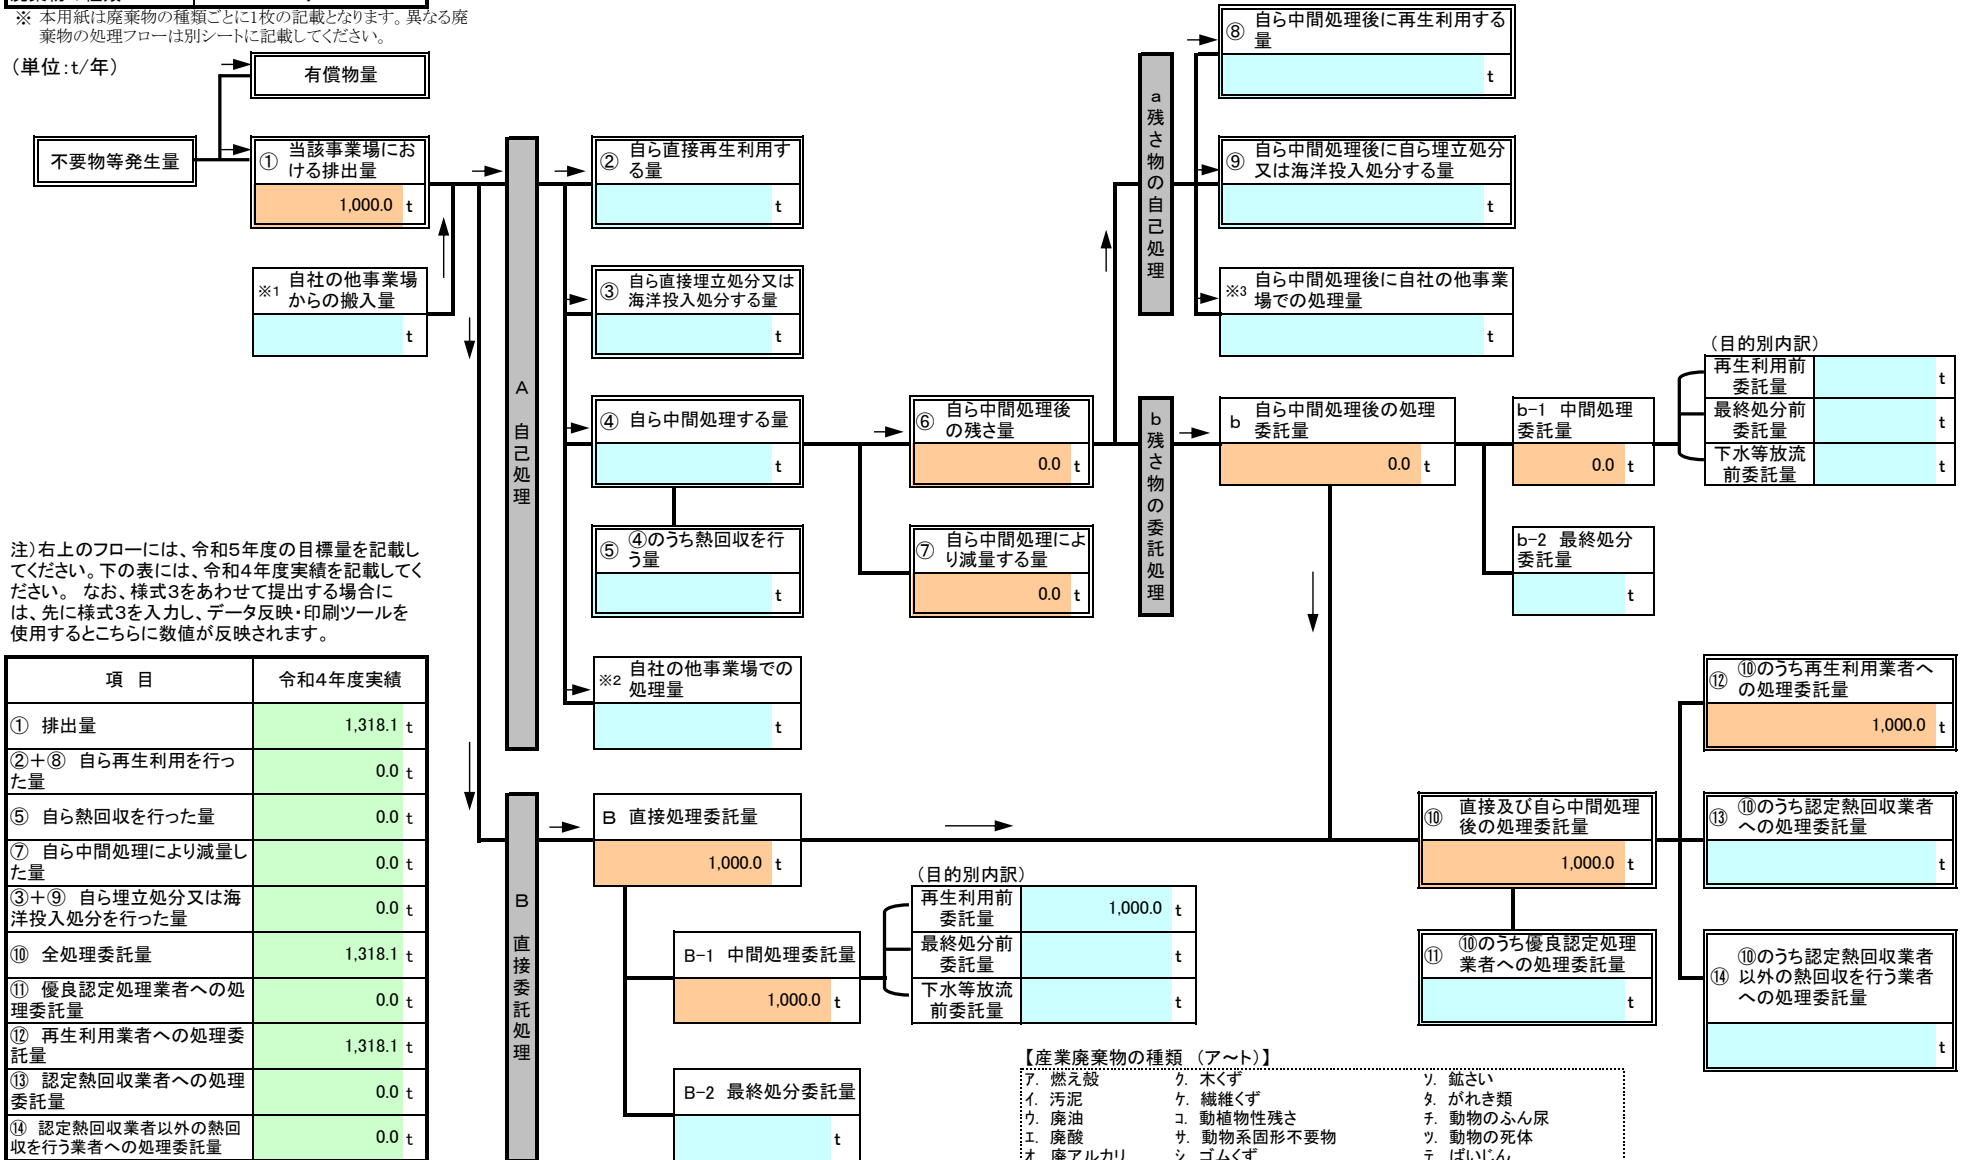 ※ 本用紙は廃棄物の種類ごとに1枚の記載となります。異なる廃
棄物の処理フローは別シートに記載してください。
（単位:t/年）
有償物量
不要物等発生量
① 当該事業場にお
ける排出量
1,000.0 t
※1 自社の他事業場
からの搬入量
t
A 自己処理
② 自ら直接再生利用す
る量
t
③ 自ら直接埋立処分又は
海洋投入処分する量
t
④ 自ら中間処理する量
t
⑤ ④のうち熱回収を行
う量
t
※2 自社の他事業場での
処理量
t
⑥ 自ら中間処理後
の残さ量
0.0 t
⑦ 自ら中間処理によ
り減量する量
0.0 t
a 残さ物の自己処理
⑧ 自ら中間処理後に再生利用する
量
t
⑨ 自ら中間処理後に自ら埋立処分
又は海洋投入処分する量
t
※3 自ら中間処理後に自社の他事業
場での処理量
t
b 残さ物の委託処理
b 自ら中間処理後の処理
委託量
0.0 t
b-1 中間処理
委託量
0.0 t
b-2 最終処分
委託量
t
（目的別内訳）
再生利用前
委託量
t
最終処分前
委託量
t
下水等放流
前委託量
t
注）右上のフローには、令和５年度の目標量を記載し
てください。下の表には、令和４年度実績を記載してく
ださい。 なお、様式3をあわせて提出する場合に
は、先に様式3を入力し、データ反映・印刷ツールを
使用するとこちらに数値が反映されます。
項 目 令和４年度実績
① 排出量 1,318.1 t
②＋⑧ 自ら再生利用を行っ
た量 0.0 t
⑤ 自ら熱回収を行った量 0.0 t
⑦ 自ら中間処理により減量し
た量 0.0 t
③＋⑨ 自ら埋立処分又は海
洋投入処分を行った量 0.0 t
⑩ 全処理委託量 1,318.1 t
⑪ 優良認定処理業者への処
理委託量 0.0 t
⑫ 再生利用業者への処理委
託量 1,318.1 t
⑬ 認定熱回収業者への処理
委託量 0.0 t
⑭ 認定熱回収業者以外の熱回
収を行う業者への処理委託量 0.0 t
B 直接委託処理
B 直接処理委託量
1,000.0 t
B-1 中間処理委託量
1,000.0 t
B-2 最終処分委託量
t
（目的別内訳）
再生利用前
委託量
1,000.0 t
最終処分前
委託量
t
下水等放流
前委託量
t
⑩ 直接及び自ら中間処理
後の処理委託量
1,000.0 t
⑪ ⑩のうち優良認定処理
業者への処理委託量
t
⑫ ⑩のうち再生利用業者へ
の処理委託量
1,000.0 t
⑬ ⑩のうち認定熱回収業者
への処理委託量
t
⑭ ⑩のうち認定熱回収業者
以外の熱回収を行う業者
への処理委託量
t
【産業廃棄物の種類 （ア～ト）】
ア. 燃え殻 ク. 木くず ソ. 鉱さい
イ. 汚泥 ケ. 繊維くず タ. がれき類
ウ. 廃油 コ. 動植物性残さ チ. 動物のふん尿
エ. 廃酸 サ. 動物系固形不要物 ツ. 動物の死体
オ. 廃アルカリ シ. ゴムくず テ. ばいじん